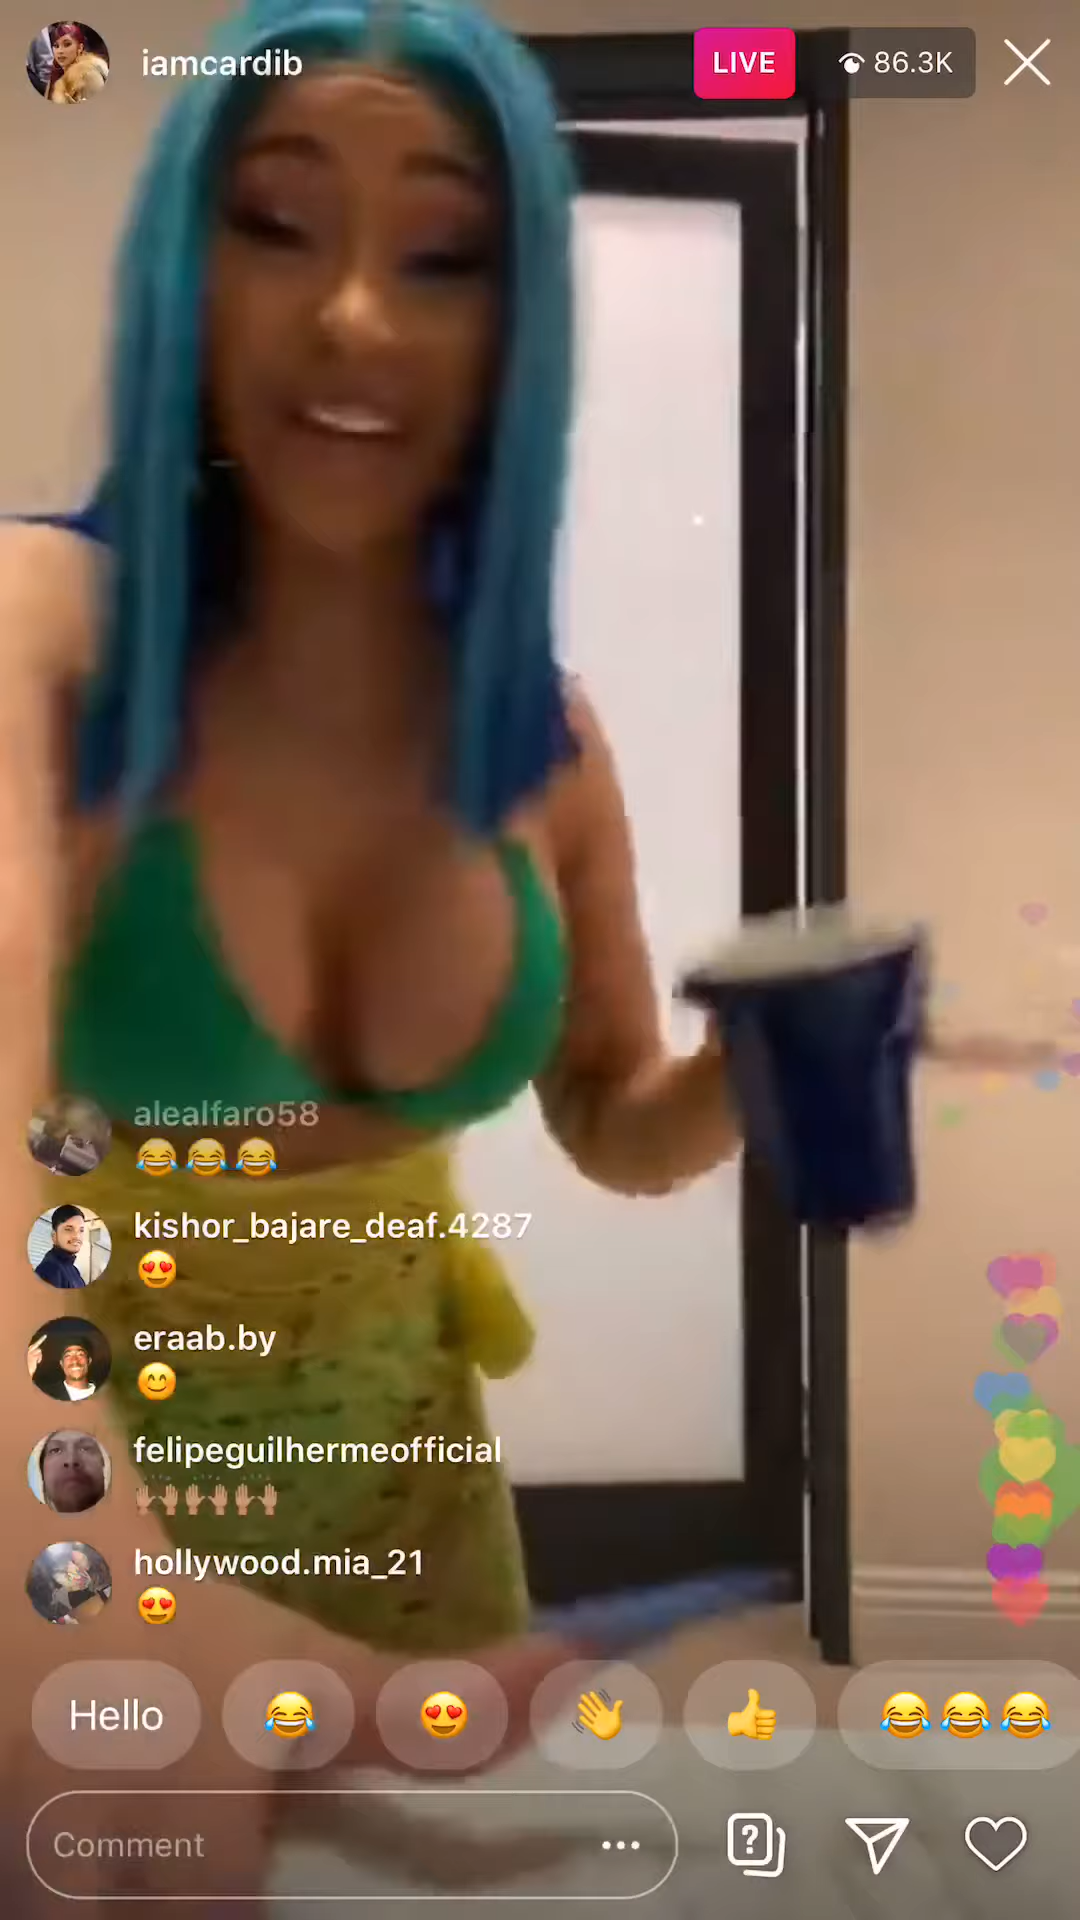 iamcardib
LIVE
86.3K
alealfaro58
😂😂😂
kishor_bajare_deaf.4287
😍
eraab.by
😊
felipeguilhermeofficial
🙌🏽🙌🏽🙌🏽
hollywood.mia_21
😍
Hello 😂 😍 👋 👍 😂😂😂
Comment